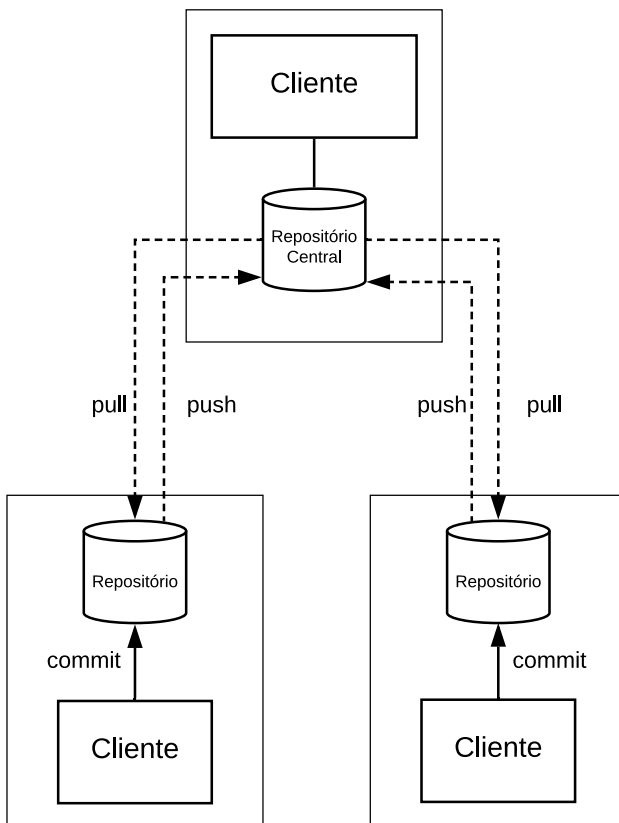 Cliente
Repositório
Central
pull
push
push
pull
Repositório
Repositório
commit
commit
Cliente
Cliente